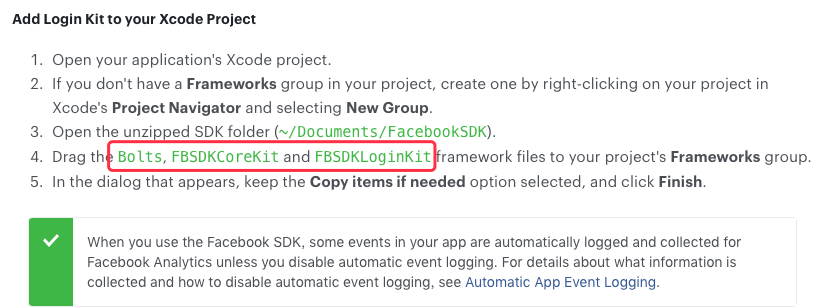 Add Login Kit to your Xcode Project
1. Open your application's Xcode project.
2. If you don't have a Frameworks group in your project, create one by right-clicking on your project in
Xcode's Project Navigator and selecting New Group.
3. Open the unzipped SDK folder (~/Documents/FacebookSDK).
4. Drag the Bolts, FBSDKCoreKit and FBSDKLoginKit framework files to your project's Frameworks group.
5. In the dialog that appears, keep the Copy items if needed option selected, and click Finish.
When you use the Facebook SDK, some events in your app are automatically logged and collected for
Facebook Analytics unless you disable automatic event logging. For details about what information is
collected and how to disable automatic event logging, see Automatic App Event Logging.